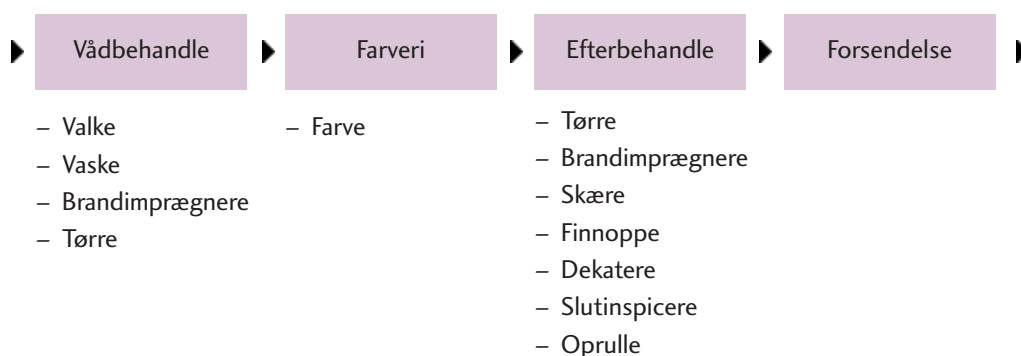 Vådbehandle
Farveri
Efterbehandle
Forsendelse
– Valke
– Vaske
– Brandimprægnere
– Tørre
– Farve
– Tørre
– Brandimprægnere
– Skære
– Finnoppe
– Dekatere
– Slutinspicere
– Oprulle